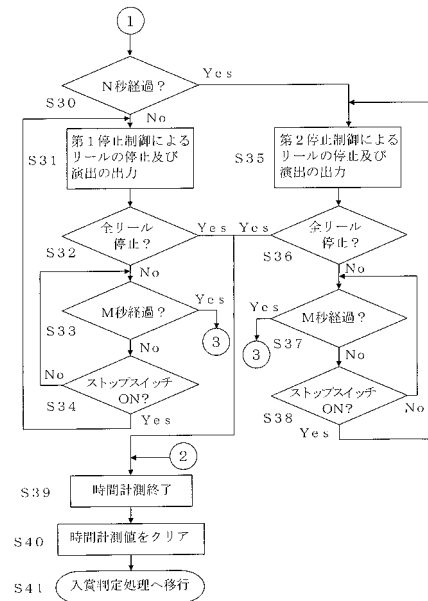 1
N秒経過?
Yes
S30
No
第1停止制御による
リールの停止及び
演出の出力
S31
第2停止制御による
リールの停止及び
演出の出力
S35
全リール
停止?
Yes
Yes
全リール
停止?
S32
S36
No
No
M秒経過?
Yes
S33
3
No
Yes
M秒経過?
S37
3
No
No
ストップスイッチ
ON?
S34
Yes
ストップスイッチ
ON?
S38
No
Yes
2
S39
時間計測終了
S40
時間計測値をクリア
S41
入賞判定処理へ移行